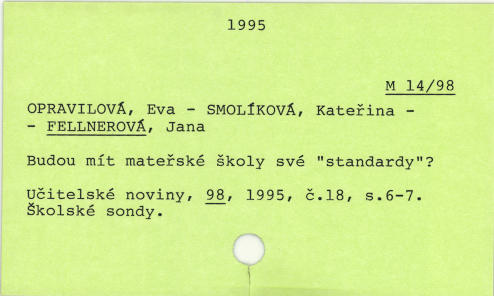 1995
M 14/98
OPRAVILOVÁ, Eva - SMOLÍKOVÁ, Kateřina -
- FELLNEROVÁ, Jana
Budou mít mateřské školy své "standardy"?
Učitelské noviny, 98, 1995, č.18, s.6-7.
Školské sondy.